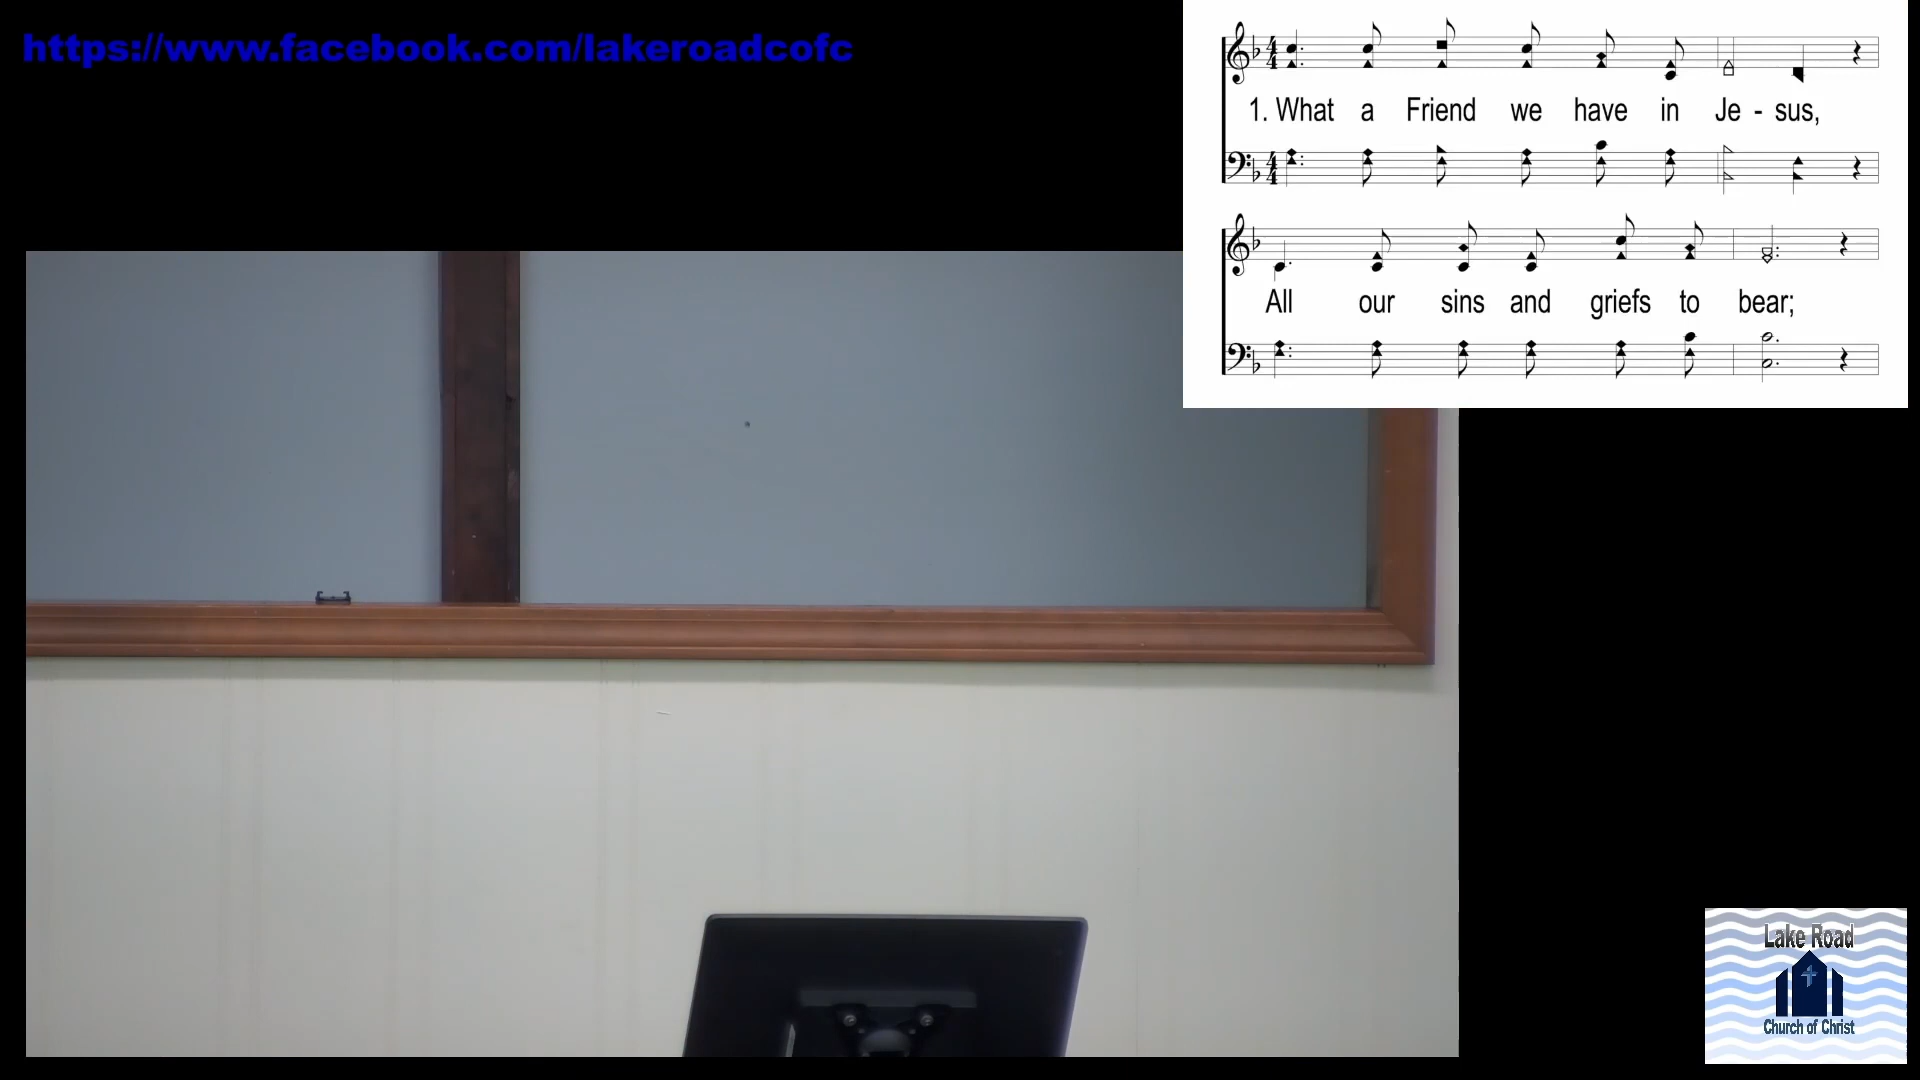 https://www.facebook.com/lakeroadcofc
1. What a Friend we have in Je - sus,
All our sins and griefs to bear;
Lake Road
Church of Christ